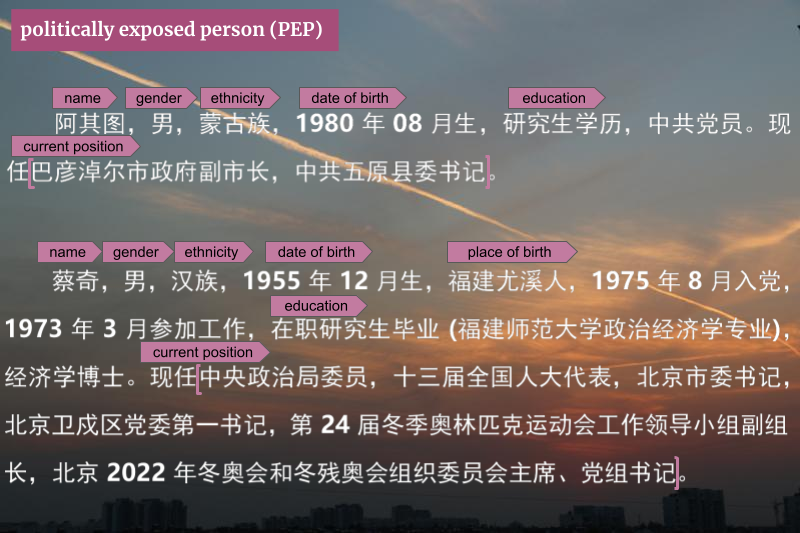 politically exposed person (PEP)
name gender ethnicity date of birth education
阿其图，男，蒙古族，1980 年 08 月生，研究生学历，中共党员。现
current position
任[巴彦淖尔市政府副市长，中共五原县委书记]。
name gender ethnicity date of birth place of birth
蔡奇，男，汉族，1955 年 12 月生，福建尤溪人，1975 年 8 月入党，
education
1973 年 3 月参加工作，在职研究生毕业 (福建师范大学政治经济学专业)，
current position
经济学博士。现任[中央政治局委员，十三届全国人大代表，北京市委书记，
北京卫戍区党委第一书记，第 24 届冬季奥林匹克运动会工作领导小组副组
长，北京 2022 年冬奥会和冬残奥会组织委员会主席、党组书记]。